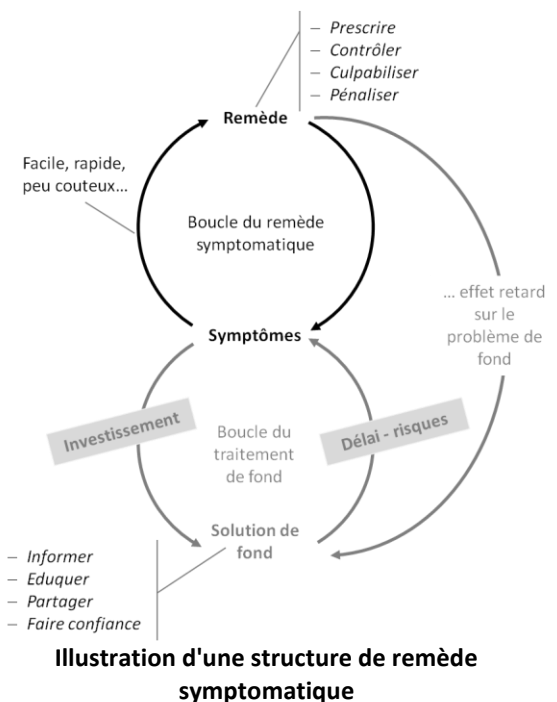 – Prescrire
– Contrôler
– Culpabiliser
– Pénaliser
Remède
Facile, rapide,
peu couteux...
Boucle du remède
symptomatique
... effet retard
sur le
problème de
fond
Symptômes
Investissement
Boucle du
traitement
de fond
Délai - risques
Solution de
fond
– Informer
– Eduquer
– Partager
– Faire confiance
Illustration d'une structure de remède
symptomatique